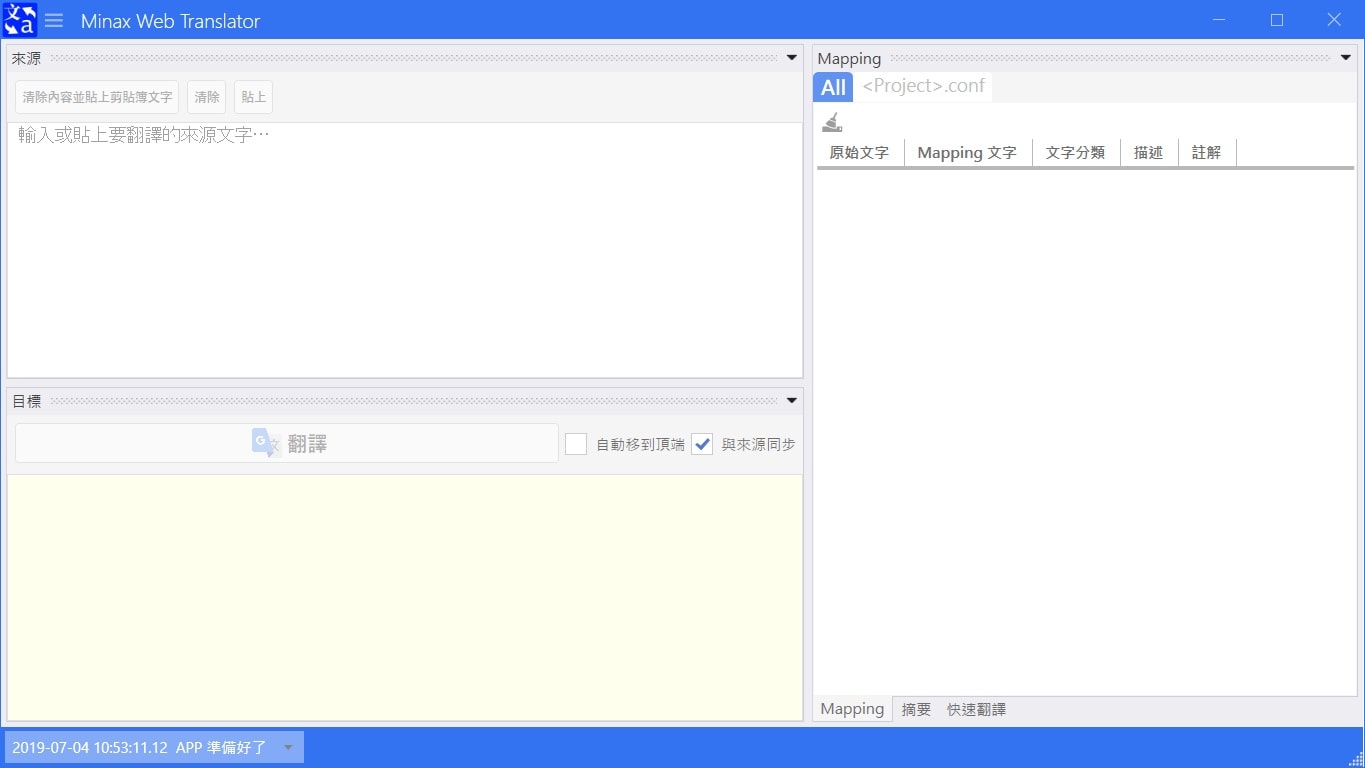 Minax Web Translator
來源
清除內容並貼上剪貼簿文字 清除 貼上
輸入或貼上要翻譯的來源文字…
目標
翻譯 自動移到頂端 與來源同步
Mapping
All <Project>.conf
原始文字 Mapping 文字 文字分類 描述 註解
Mapping 摘要 快速翻譯
2019-07-04 10:53:11.12 APP 準備好了